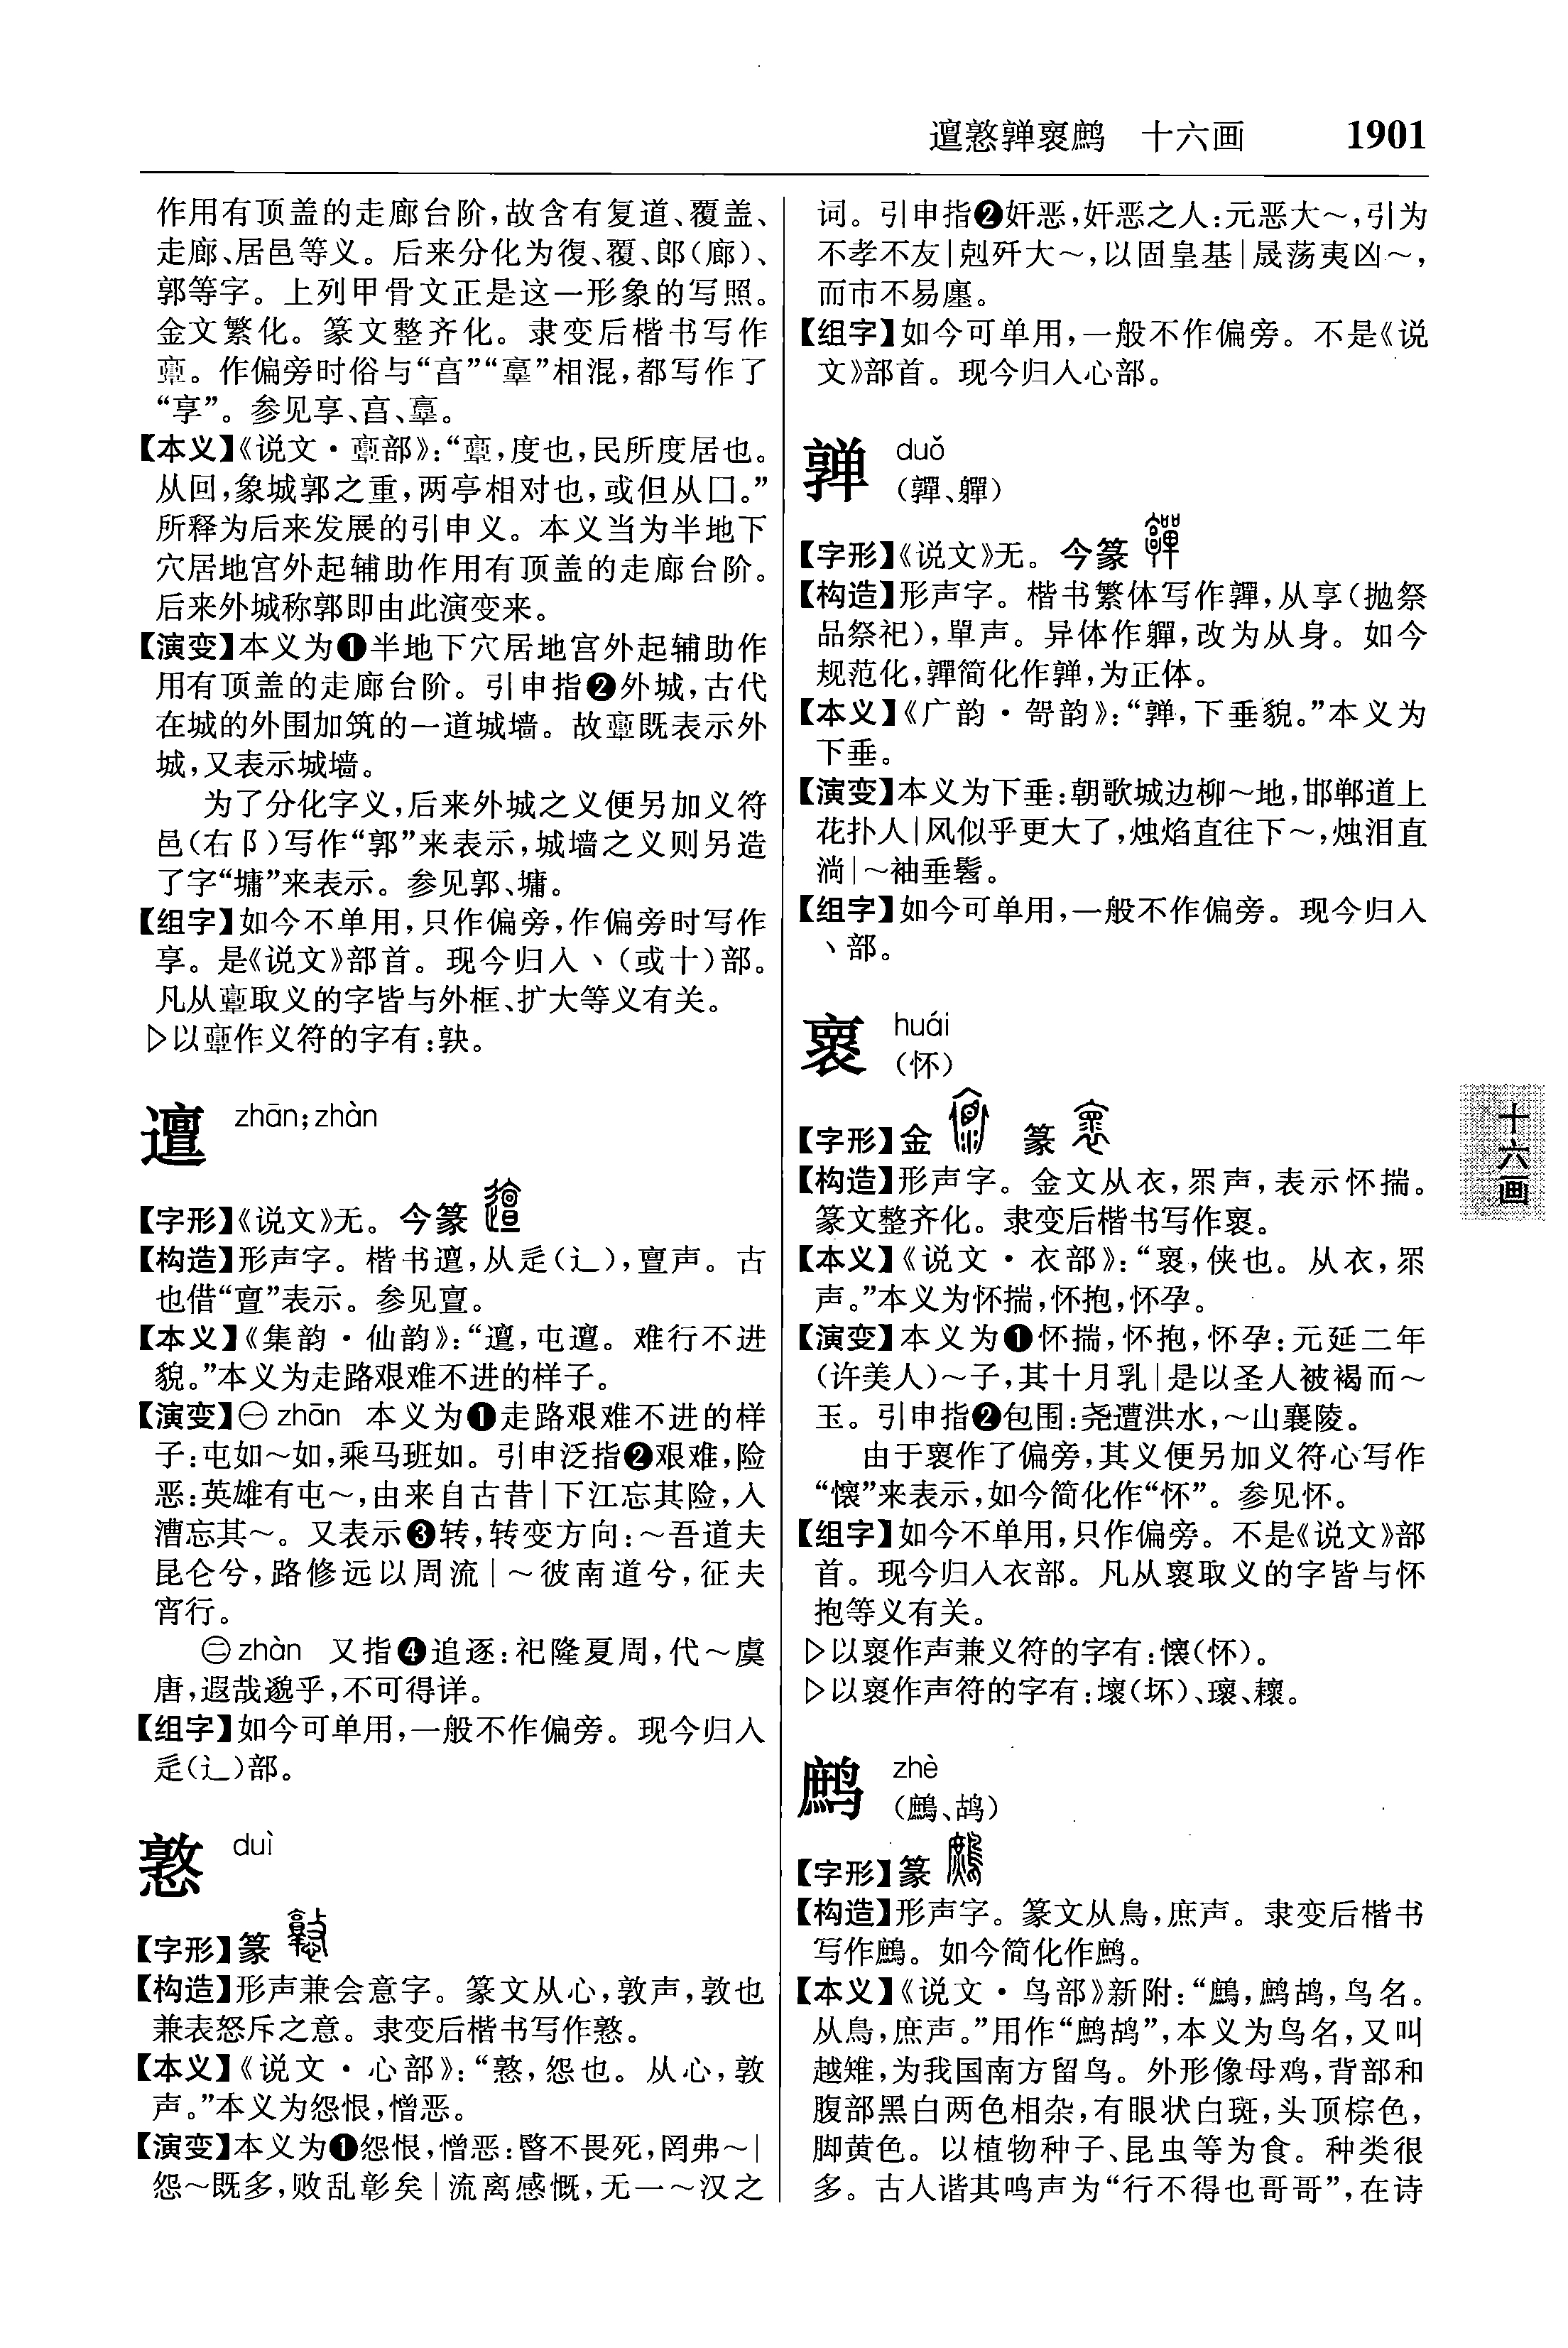 邅憝亸褱鹧　十六画　1901
作用有顶盖的走廊台阶，故含有复道、覆盖、
走廊、居邑等义。后来分化为復、覆、郎（廊）、
郭等字。上列甲骨文正是这一形象的写照。
金文繁化。篆文整齐化。隶变后楷书写作
𩫖。作偏旁时俗与“亯”“𦎫”相混，都写作了
“享”。参见享、亯、𦎫。
【本义】《说文·𩫖部》：“𩫖，度也，民所度居也。
从回，象城郭之重，两亭相对也，或但从口。”
所释为后来发展的引申义。本义当为半地下
穴居地宫外起辅助作用有顶盖的走廊台阶。
后来外城称郭即由此演变来。
【演变】本义为❶半地下穴居地宫外起辅助作
用有顶盖的走廊台阶。引申指❷外城，古代
在城的外围加筑的一道城墙。故𩫖既表示外
城，又表示城墙。
为了分化字义，后来外城之义便另加义符
邑（右阝）写作“郭”来表示，城墙之义则另造
了字“墉”来表示。参见郭、墉。
【组字】如今不单用，只作偏旁，作偏旁时写作
享。是《说文》部首。现今归入丶（或十）部。
凡从𩫖取义的字皆与外框、扩大等义有关。
▷以𩫖作义符的字有：𫿞。
邅 zhān；zhàn
【字形】《说文》无。今篆
【构造】形声字。楷书邅，从辵（辶），亶声。古
也借“亶”表示。参见亶。
【本义】《集韵·仙韵》：“邅，屯邅。难行不进
貌。”本义为走路艰难不进的样子。
【演变】㊀zhān 本义为❶走路艰难不进的样
子：屯如～如，乘马班如。引申泛指❷艰难，险
恶：英雄有屯～，由来自古昔｜下江忘其险，入
漕忘其～。又表示❸转，转变方向：～吾道夫
昆仑兮，路修远以周流｜～彼南道兮，征夫
宵行。
㊁zhàn 又指❹追逐：祀隆夏周，代～虞
唐，遐哉邈乎，不可得详。
【组字】如今可单用，一般不作偏旁。现今归入
辵（辶）部。
憝 duì
【字形】篆
【构造】形声兼会意字。篆文从心，敦声，敦也
兼表怒斥之意。隶变后楷书写作憝。
【本义】《说文·心部》：“憝，怨也。从心，敦
声。”本义为怨恨，憎恶。
【演变】本义为❶怨恨，憎恶：暋不畏死，罔弗～｜
怨～既多，败乱彰矣｜流离感慨，无一～汉之
词。引申指❷奸恶，奸恶之人：元恶大～，引为
不孝不友｜剋歼大～，以固皇基｜晟荡夷凶～，
而市不易廛。
【组字】如今可单用，一般不作偏旁。不是《说
文》部首。现今归入心部。
亸 duǒ
（嚲、軃）
【字形】《说文》无。今篆
【构造】形声字。楷书繁体写作嚲，从享（抛祭
品祭祀），單声。异体作軃，改为从身。如今
规范化，嚲简化作亸，为正体。
【本义】《广韵·哿韵》：“亸，下垂貌。”本义为
下垂。
【演变】本义为下垂：朝歌城边柳～地，邯郸道上
花扑人｜风似乎更大了，烛焰直往下～，烛泪直
淌｜～袖垂髻。
【组字】如今可单用，一般不作偏旁。现今归入
丶部。
褱 huái
（怀）
【字形】金　篆
【构造】形声字。金文从衣，眔声，表示怀揣。
篆文整齐化。隶变后楷书写作褱。
【本义】《说文·衣部》：“褱，侠也。从衣，眔
声。”本义为怀揣，怀抱，怀孕。
【演变】本义为❶怀揣，怀抱，怀孕：元延二年
（许美人）～子，其十月乳｜是以圣人被褐而～
玉。引申指❷包围：尧遭洪水，～山襄陵。
由于褱作了偏旁，其义便另加义符心写作
“懷”来表示，如今简化作“怀”。参见怀。
【组字】如今不单用，只作偏旁。不是《说文》部
首。现今归入衣部。凡从褱取义的字皆与怀
抱等义有关。
▷以褱作声兼义符的字有：懷（怀）。
▷以褱作声符的字有：壞（坏）、瓌、耲。
鹧 zhè
（鷓、鸪）
【字形】篆
【构造】形声字。篆文从鳥，庶声。隶变后楷书
写作鷓。如今简化作鹧。
【本义】《说文·鸟部》新附：“鷓，鹧鸪，鸟名。
从鳥，庶声。”用作“鹧鸪”，本义为鸟名，又叫
越雉，为我国南方留鸟。外形像母鸡，背部和
腹部黑白两色相杂，有眼状白斑，头顶棕色，
脚黄色。以植物种子、昆虫等为食。种类很
多。古人谐其鸣声为“行不得也哥哥”，在诗
十六画